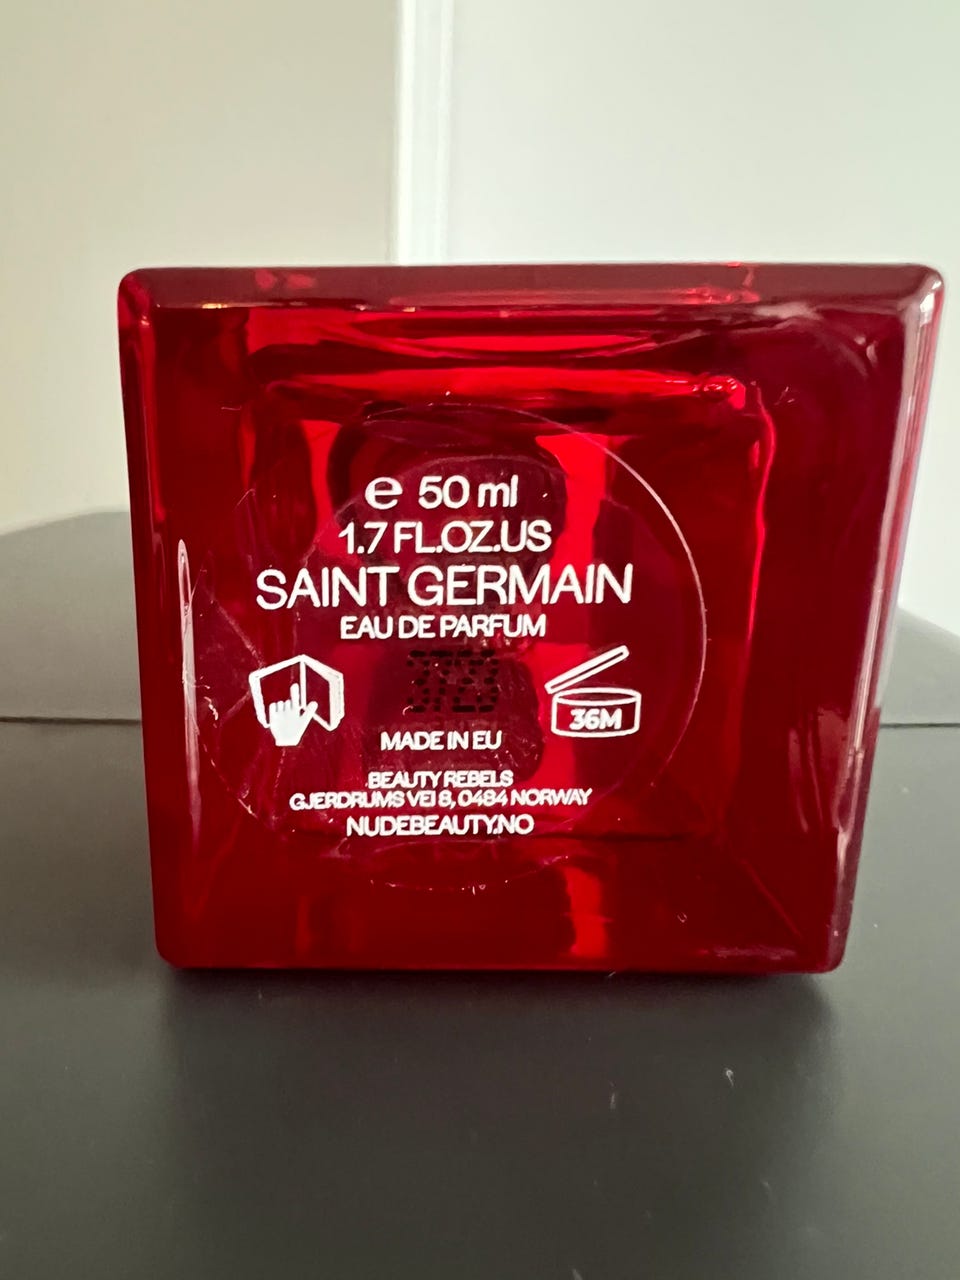 e 50 ml
1.7 FL.OZ.US
SAINT GERMAIN
EAU DE PARFUM
36M
MADE IN EU
BEAUTY REBELS
GJERDRUMS VEI 8, 0484 NORWAY
NUDEBEAUTY.NO